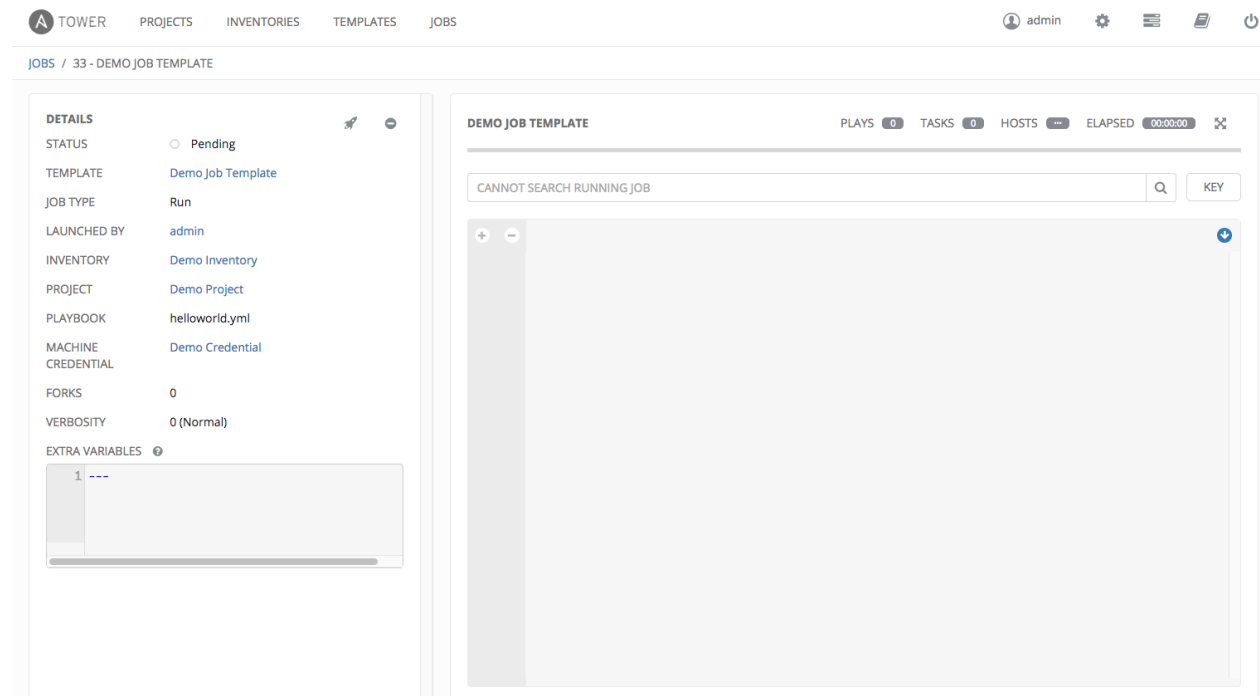 A TOWER PROJECTS INVENTORIES TEMPLATES JOBS admin
JOBS / 33 - DEMO JOB TEMPLATE
DETAILS
STATUS Pending
TEMPLATE Demo Job Template
JOB TYPE Run
LAUNCHED BY admin
INVENTORY Demo Inventory
PROJECT Demo Project
PLAYBOOK helloworld.yml
MACHINE CREDENTIAL Demo Credential
FORKS 0
VERBOSITY 0 (Normal)
EXTRA VARIABLES ?
1 ---
DEMO JOB TEMPLATE PLAYS 0 TASKS 0 HOSTS ... ELAPSED 00:00:00
CANNOT SEARCH RUNNING JOB KEY
+ -